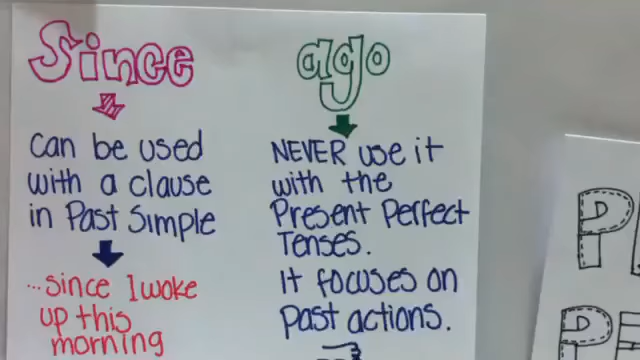 Since
can be used
with a clause
in Past Simple
...since I woke
up this
morning
ago
NEVER use it
with the
Present Perfect
Tenses.
It focuses on
Past actions.
P
PE